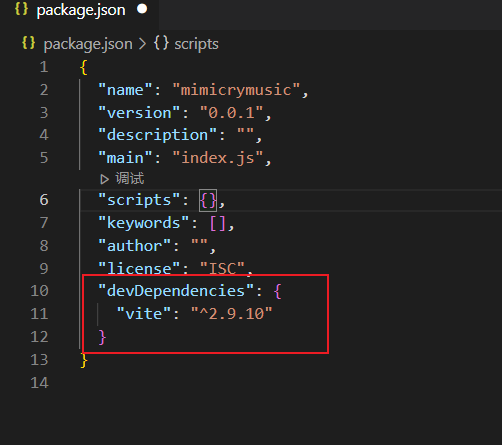 {} package.json ●
{} package.json > {} scripts
1 {
2 "name": "mimicrymusic",
3 "version": "0.0.1",
4 "description": "",
5 "main": "index.js",
▷ 调试
6 "scripts": {},
7 "keywords": [],
8 "author": "",
9 "license": "ISC",
10 "devDependencies": {
11 "vite": "^2.9.10"
12 }
13 }
14